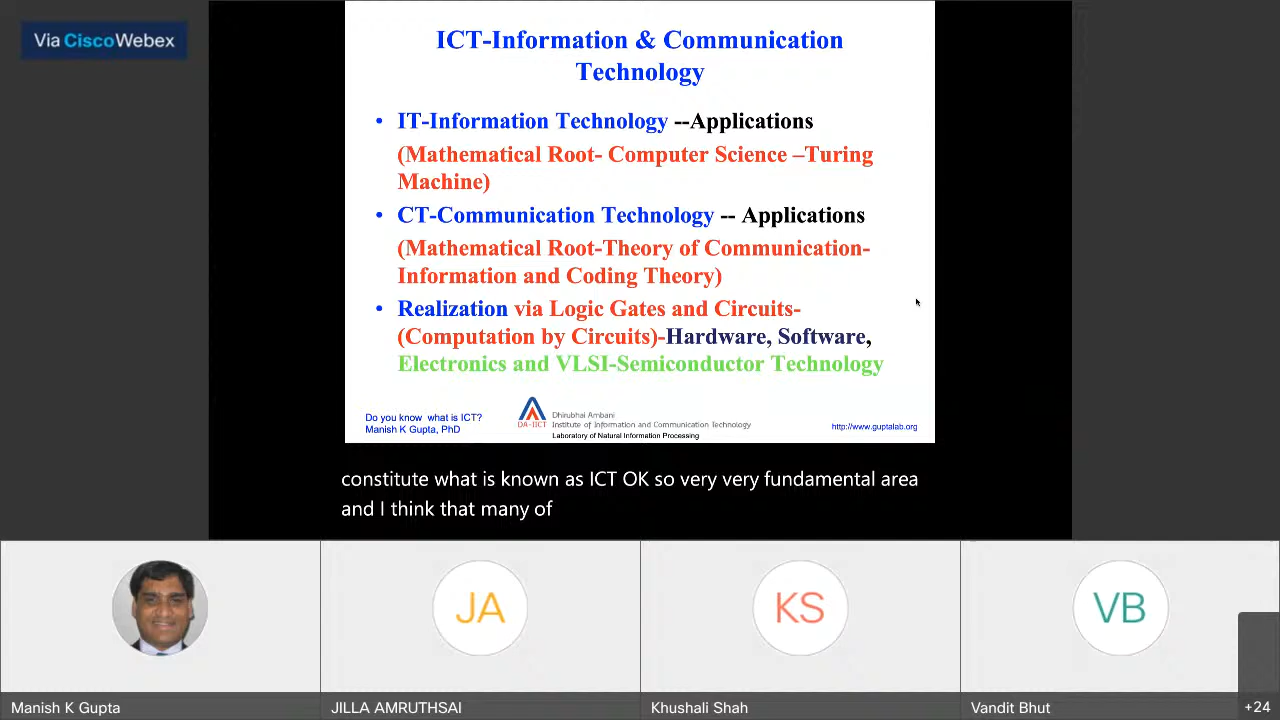 Via Cisco Webex
ICT-Information & Communication
Technology
• IT-Information Technology --Applications
(Mathematical Root- Computer Science –Turing
Machine)
• CT-Communication Technology -- Applications
(Mathematical Root-Theory of Communication-
Information and Coding Theory)
• Realization via Logic Gates and Circuits-
(Computation by Circuits)-Hardware, Software,
Electronics and VLSI-Semiconductor Technology
Do you know what is ICT?
Manish K Gupta, PhD
DA-IICT
Dhirubhai Ambani
Institute of Information and Communication Technology
Laboratory of Natural Information Processing
http://www.guptalab.org
constitute what is known as ICT OK so very very fundamental area
and I think that many of
JA
KS
VB
Manish K Gupta
JILLA AMRUTHSAI
Khushali Shah
Vandit Bhut
+24